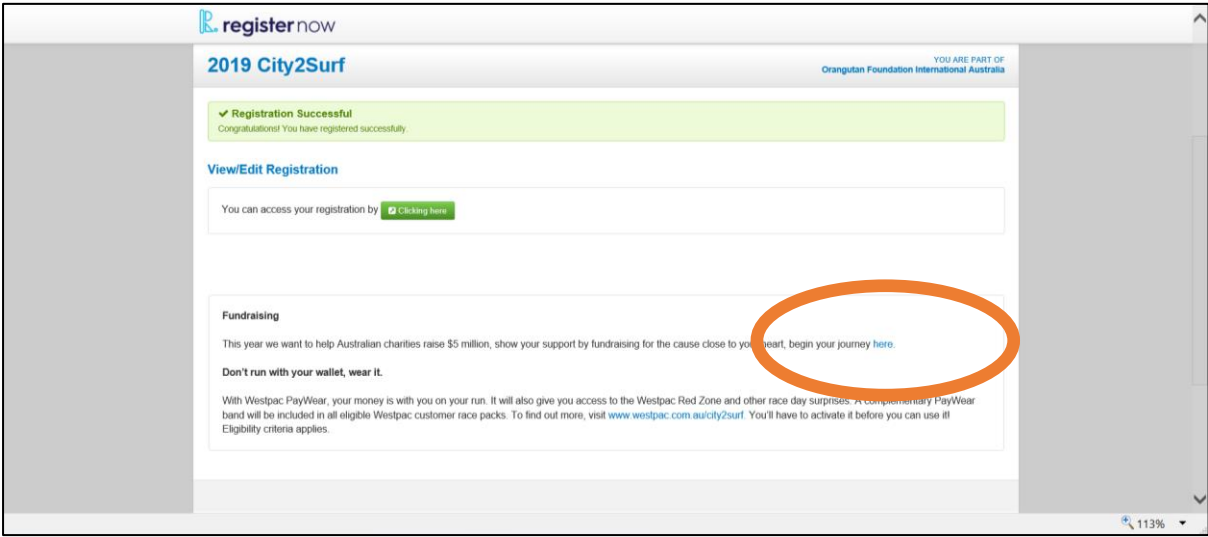 registernow
2019 City2Surf
YOU ARE PART OF
Orangutan Foundation International Australia
Registration Successful
Congratulations! You have registered successfully.
View/Edit Registration
You can access your registration by Clicking here
Fundraising
This year we want to help Australian charities raise $5 million, show your support by fundraising for the cause close to your heart, begin your journey here.
Don't run with your wallet, wear it.
With Westpac PayWear, your money is with you on your run. It will also give you access to the Westpac Red Zone and other race day surprises. A complementary PayWear
band will be included in all eligible Westpac customer race packs. To find out more, visit www.westpac.com.au/city2surf. You'll have to activate it before you can use it!
Eligibility criteria applies.
113%